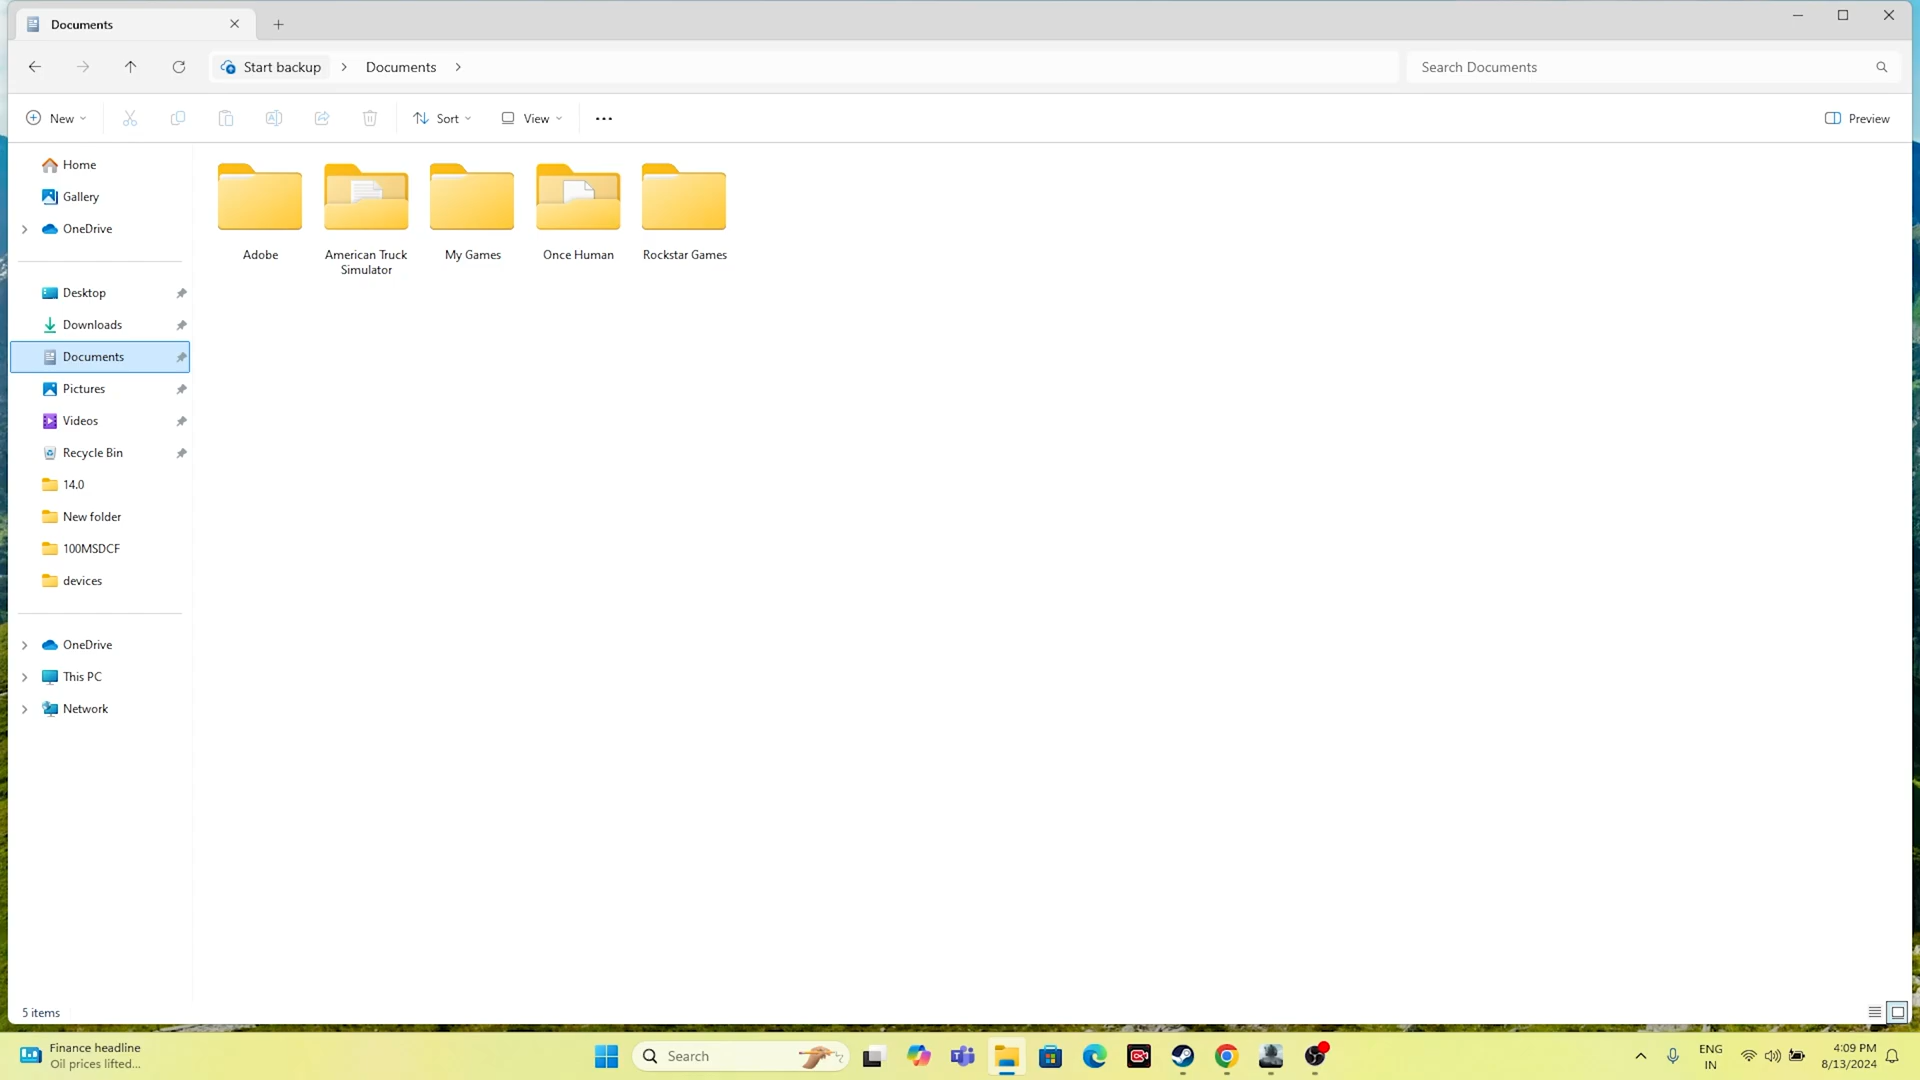 Documents
Start backup
Documents
Search Documents
New
Sort
View
Preview
Home
Gallery
OneDrive
Desktop
Downloads
Documents
Pictures
Videos
Recycle Bin
14.0
New folder
100MSDCF
devices
OneDrive
This PC
Network
Adobe
American Truck
Simulator
My Games
Once Human
Rockstar Games
5 items
Finance headline
Oil prices lifted...
Search
ENG
IN
4:09 PM
8/13/2024